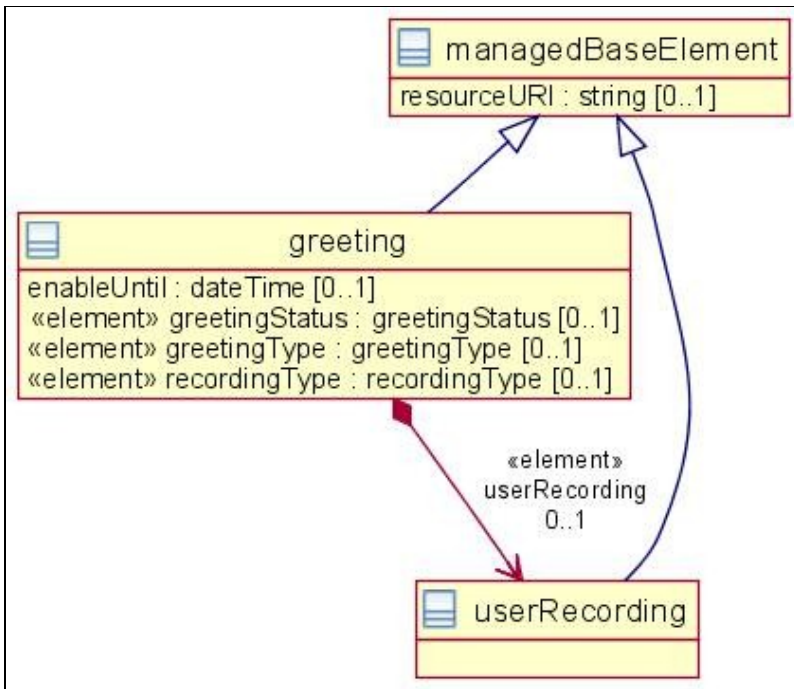 managedBaseElement
resourceURI : string [0..1]
greeting
enableUntil : dateTime [0..1]
«element» greetingStatus : greetingStatus [0..1]
«element» greetingType : greetingType [0..1]
«element» recordingType : recordingType [0..1]
«element»
userRecording
0..1
userRecording